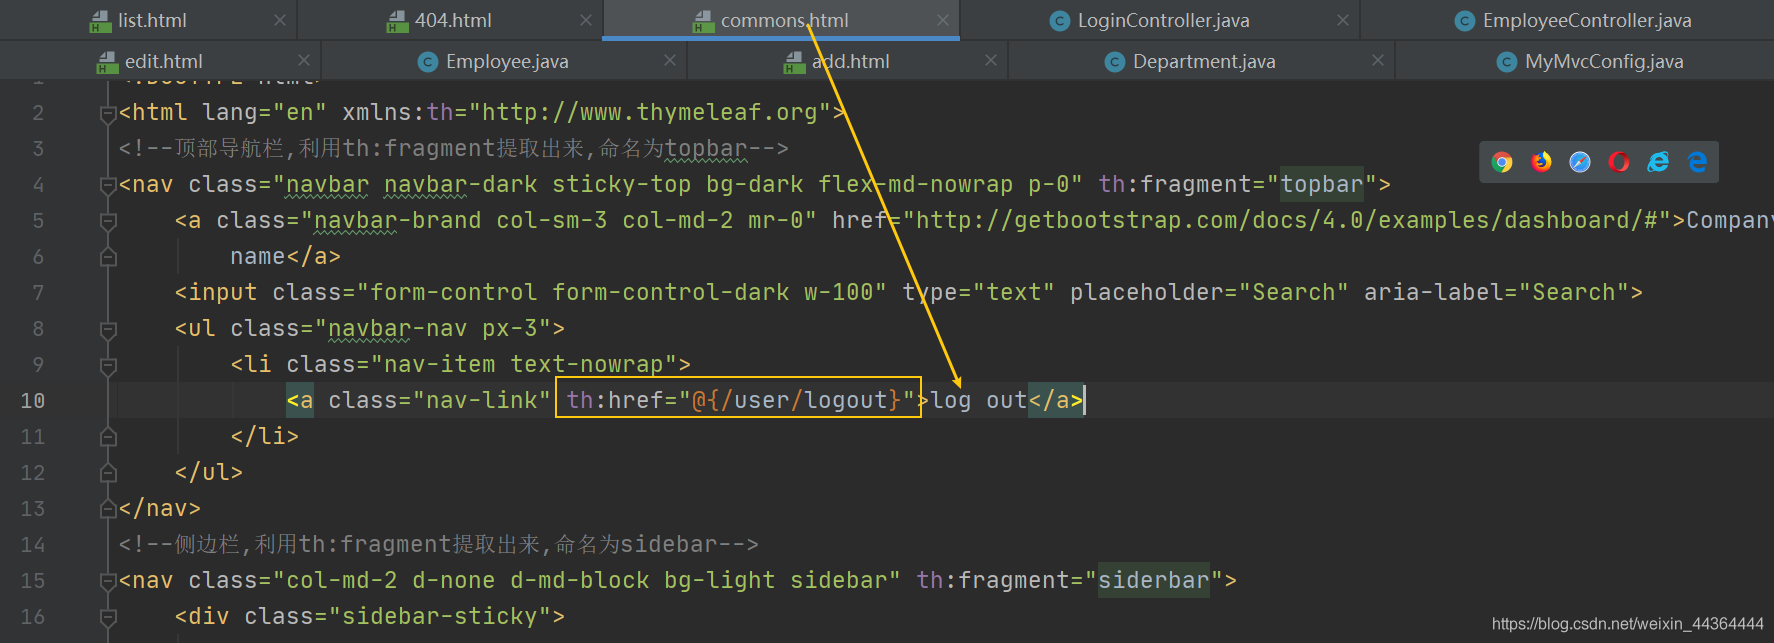 list.html 404.html commons.html LoginController.java EmployeeController.java
edit.html Employee.java add.html Department.java MyMvcConfig.java
2 <html lang="en" xmlns:th="http://www.thymeleaf.org">
3 <!--顶部导航栏,利用th:fragment提取出来,命名为topbar-->
4 <nav class="navbar navbar-dark sticky-top bg-dark flex-md-nowrap p-0" th:fragment="topbar">
5 <a class="navbar-brand col-sm-3 col-md-2 mr-0" href="http://getbootstrap.com/docs/4.0/examples/dashboard/#">Company
6 name</a>
7 <input class="form-control form-control-dark w-100" type="text" placeholder="Search" aria-label="Search">
8 <ul class="navbar-nav px-3">
9 <li class="nav-item text-nowrap">
10 <a class="nav-link" th:href="@{/user/logout}">log out</a>
11 </li>
12 </ul>
13 </nav>
14 <!--侧边栏,利用th:fragment提取出来,命名为sidebar-->
15 <nav class="col-md-2 d-none d-md-block bg-light sidebar" th:fragment="siderbar">
16 <div class="sidebar-sticky">
https://blog.csdn.net/weixin_44364444